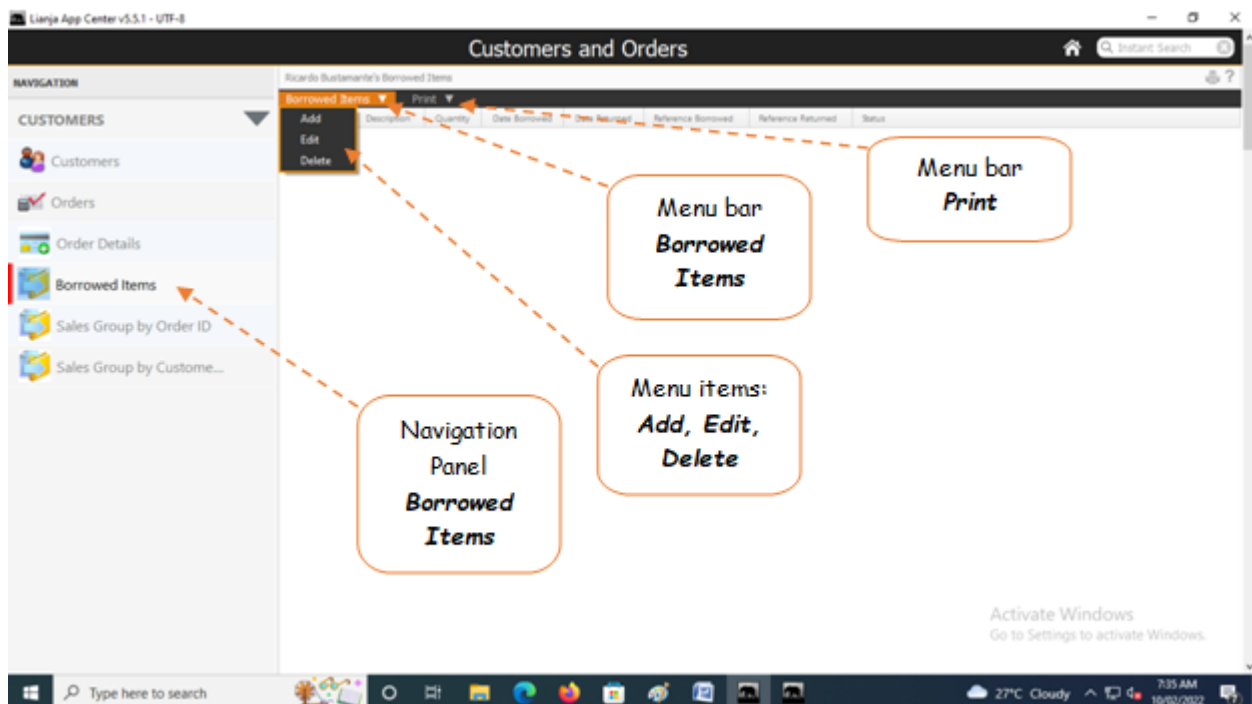 Lianja App Center v5.5.1 - UTF-8
Customers and Orders
Instant Search
NAVIGATION
Ricardo Bustamante's Borrowed Items
?
Borrowed Items ▼ Print ▼
CUSTOMERS
Add
Description Quantity Date Borrowed Date Returned Reference Borrowed Reference Returned Status
Edit
Delete
Customers
Orders
Order Details
Borrowed Items
Sales Group by Order ID
Sales Group by Custome...
Menu bar
Print
Menu bar
Borrowed
Items
Menu items:
Add, Edit,
Delete
Navigation
Panel
Borrowed
Items
Activate Windows
Go to Settings to activate Windows.
Type here to search
27°C Cloudy
7:35 AM
10/02/2022